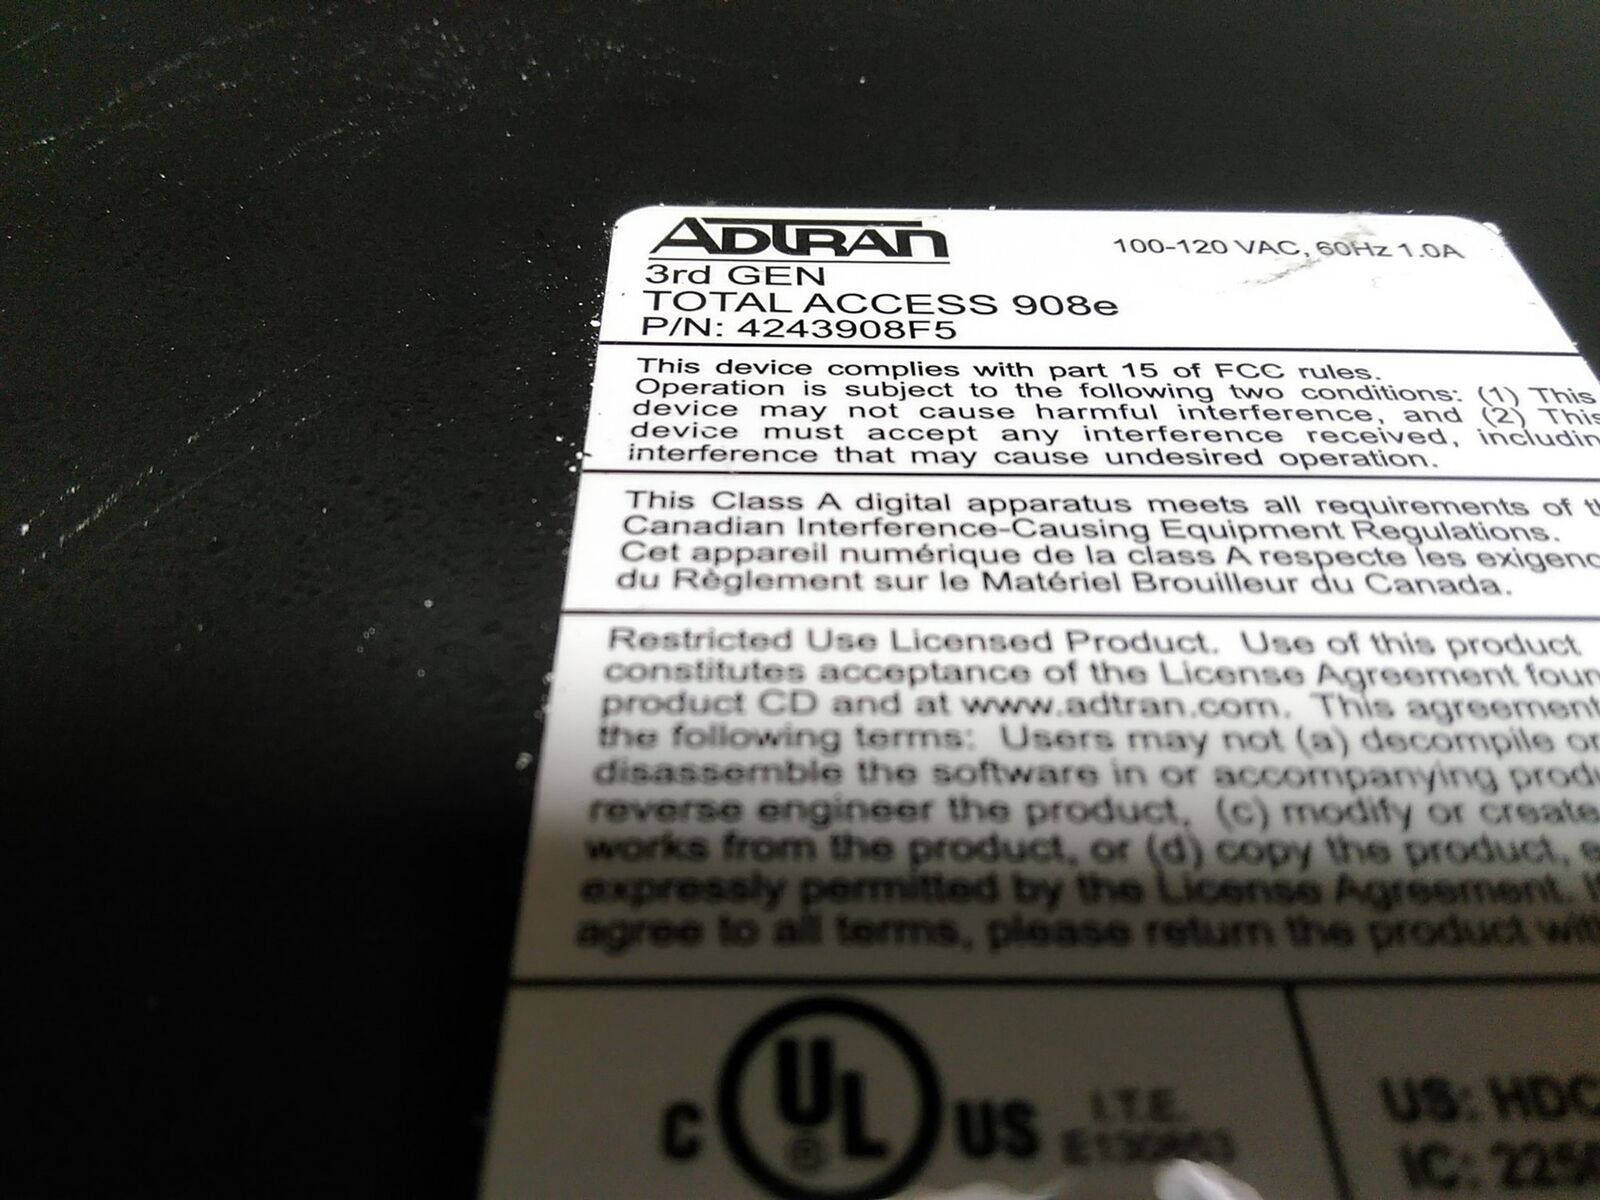 ADTRAN
100-120 VAC, 60Hz 1.0A
3rd GEN
TOTAL ACCESS 908e
P/N: 4243908F5
This device complies with part 15 of FCC rules.
Operation is subject to the following two conditions: (1) This
device may not cause harmful interference, and (2) This
device must accept any interference received, includin
interference that may cause undesired operation.
This Class A digital apparatus meets all requirements of t
Canadian Interference-Causing Equipment Regulations.
Cet appareil numérique de la class A respecte les exigenc
du Règlement sur le Matériel Brouilleur du Canada.
Restricted Use Licensed Product. Use of this product
constitutes acceptance of the License Agreement foun
product CD and at www.adtran.com. This agreement
the following terms: Users may not (a) decompile or
disassemble the software in or accompanying produ
reverse engineer the product, (c) modify or create
works from the product, or (d) copy the product,
expressly permitted by the License Agreement.
agree to all terms, please return the product with
C UL ® US I.T.E.
US: HDC
IC: 2250